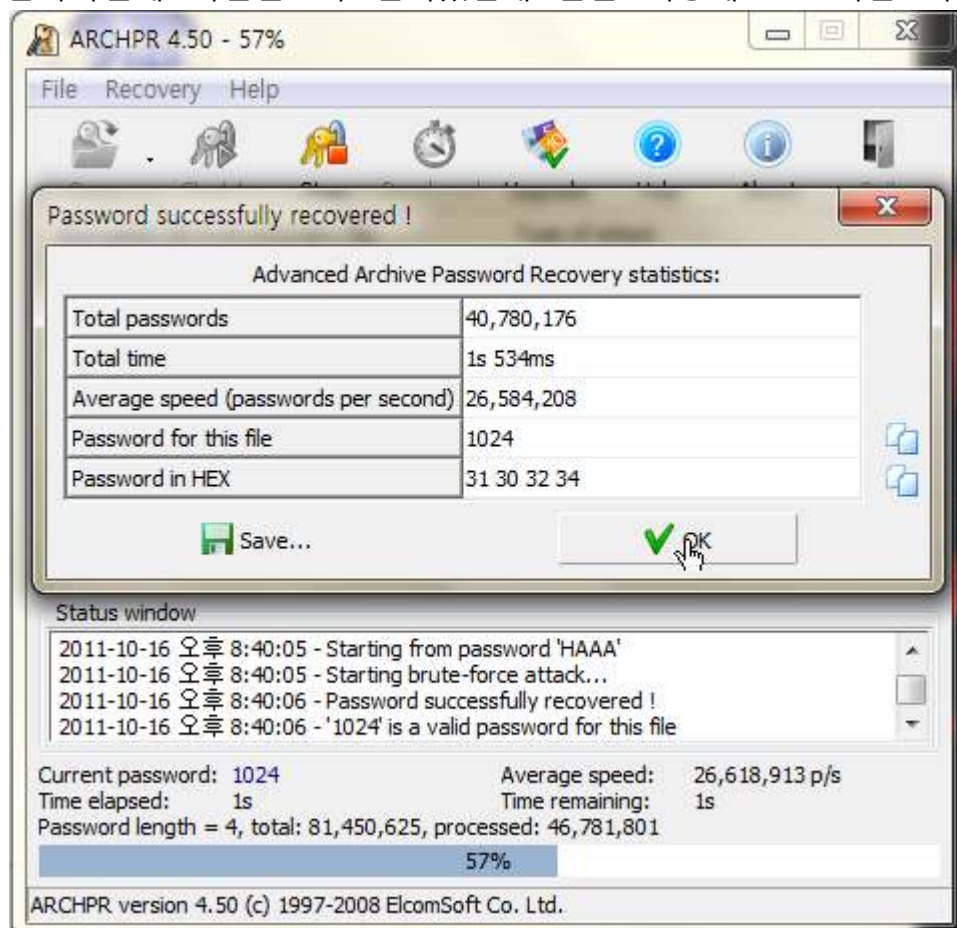 ARCHPR 4.50 - 57%
File Recovery Help
Password successfully recovered !
Advanced Archive Password Recovery statistics:
Total passwords 40,780,176
Total time 1s 534ms
Average speed (passwords per second) 26,584,208
Password for this file 1024
Password in HEX 31 30 32 34
Save... OK
Status window
2011-10-16 오후 8:40:05 - Starting from password 'HAAA'
2011-10-16 오후 8:40:05 - Starting brute-force attack...
2011-10-16 오후 8:40:06 - Password successfully recovered !
2011-10-16 오후 8:40:06 - '1024' is a valid password for this file
Current password: 1024 Average speed: 26,618,913 p/s
Time elapsed: 1s Time remaining: 1s
Password length = 4, total: 81,450,625, processed: 46,781,801
57%
ARCHPR version 4.50 (c) 1997-2008 ElcomSoft Co. Ltd.